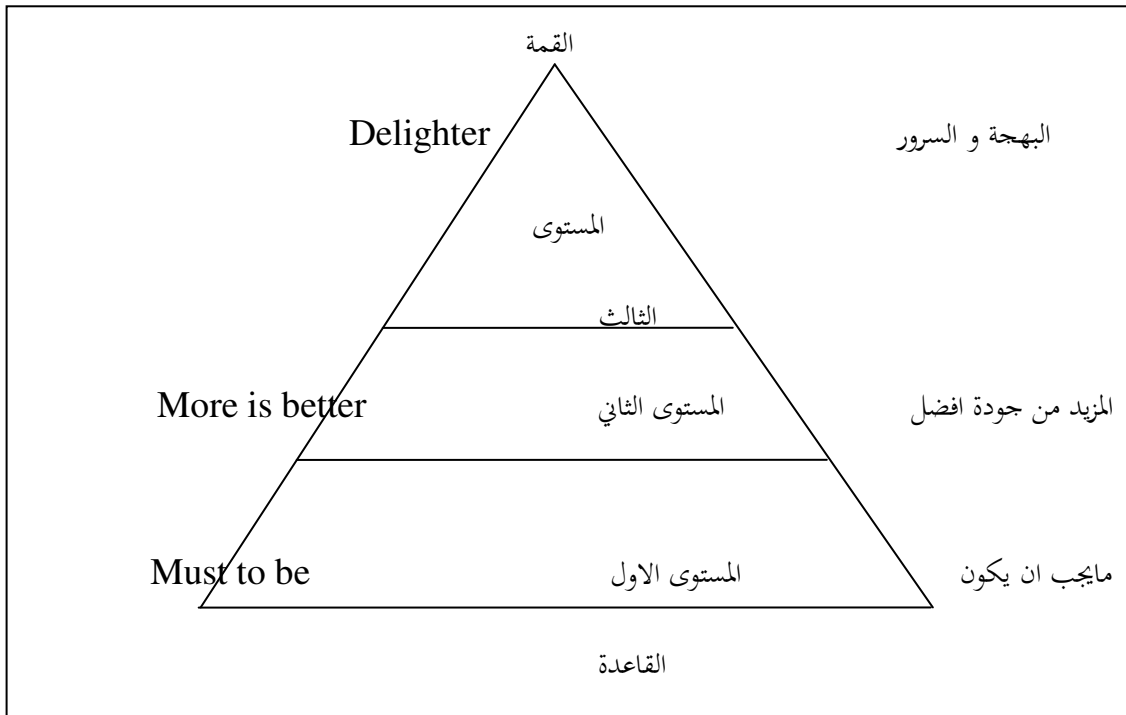 القمة
Delighter
البهجة و السرور
المستوى
الثالث
More is better
المستوى الثاني
المزيد من جودة افضل
Must to be
المستوى الاول
مايجب ان يكون
القاعدة